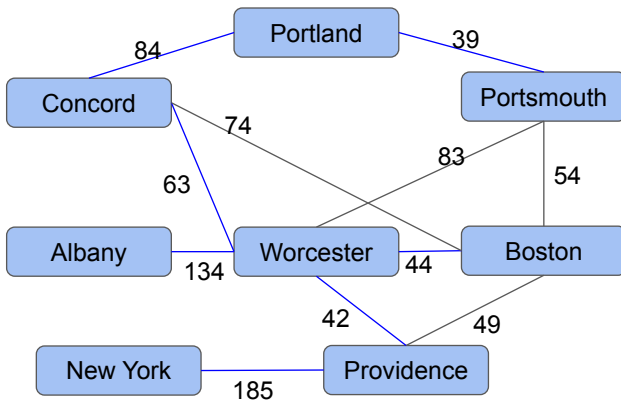 Portland
84
39
Concord
Portsmouth
74
83
63
54
Albany
Worcester
Boston
134
44
42
49
New York
Providence
185